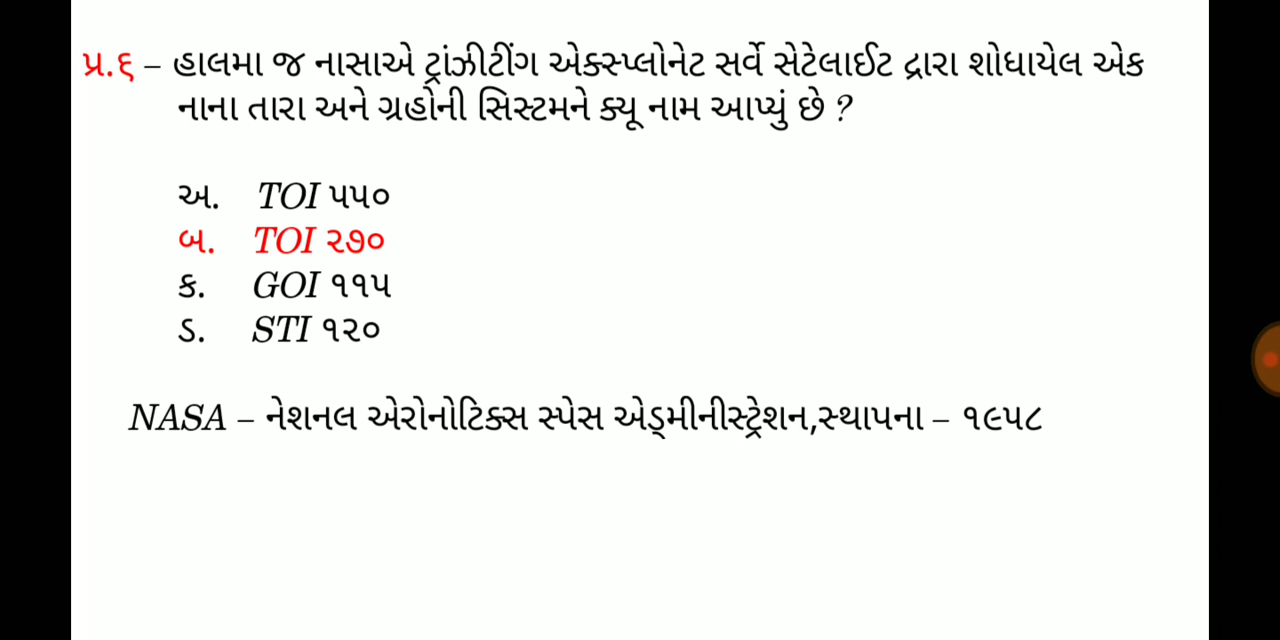 પ્ર.૬ – હાલમા જ નાસાએ ટ્રાંઝીટીંગ એક્સ્પ્લોનેટ સર્વે સેટેલાઈટ દ્વારા શોધાયેલ એક
નાના તારા અને ગ્રહોની સિસ્ટમને ક્યૂ નામ આપ્યું છે ?
અ. TOI ૫૫૦
બ. TOI ૨૭૦
ક. GOI ૧૧૫
ડ. STI ૧૨૦
NASA – નેશનલ એરોનોટિક્સ સ્પેસ એડ્મીનીસ્ટ્રેશન,સ્થાપના – ૧૯૫૮